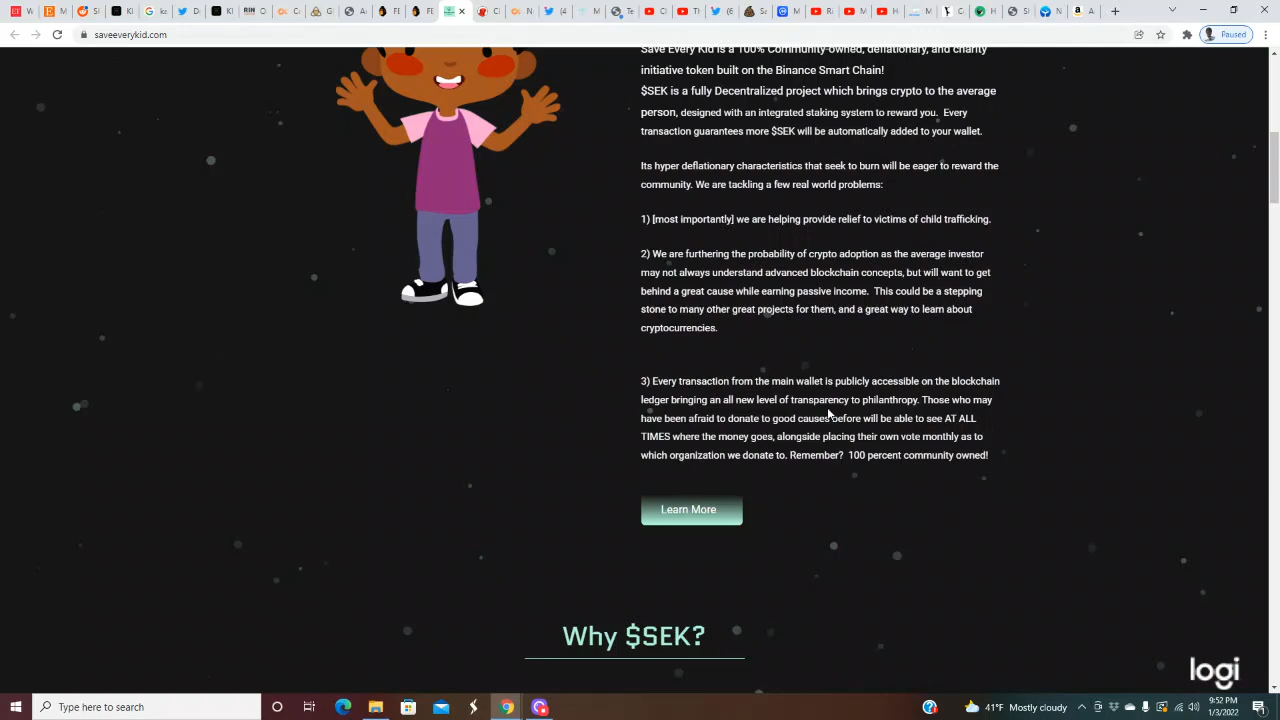 saveeverykid.com
Paused
Save Every Kid is a 100% Community-owned, deflationary, and charity
initiative token built on the Binance Smart Chain!
$SEK is a fully Decentralized project which brings crypto to the average
person, designed with an integrated staking system to reward you.  Every
transaction guarantees more $SEK will be automatically added to your wallet.
Its hyper deflationary characteristics that seek to burn will be eager to reward the
community. We are tackling a few real world problems:
1) [most importantly] we are helping provide relief to victims of child trafficking.
2) We are furthering the probability of crypto adoption as the average investor
may not always understand advanced blockchain concepts, but will want to get
behind a great cause while earning passive income.  This could be a stepping
stone to many other great projects for them, and a great way to learn about
cryptocurrencies.
3) Every transaction from the main wallet is publicly accessible on the blockchain
ledger bringing an all new level of transparency to philanthropy. Those who may
have been afraid to donate to good causes before will be able to see AT ALL
TIMES where the money goes, alongside placing their own vote monthly as to
which organization we donate to. Remember?  100 percent community owned!
Learn More
Why $SEK?
logi
Type here to search
41°F Mostly cloudy
9:52 PM
1/3/2022